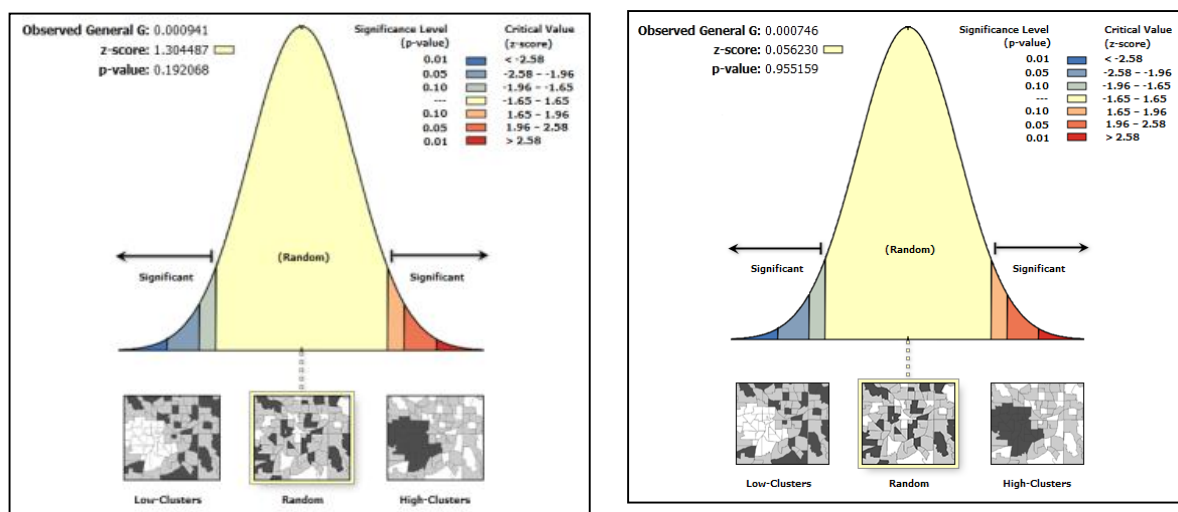 Observed General G: 0.000941
z-score: 1.304487
p-value: 0.192068
Significance Level
(p-value)
Critical Value
(z-score)
0.01 < -2.58
0.05 -2.58 – -1.96
0.10 -1.96 – -1.65
--- -1.65 – 1.65
0.10 1.65 – 1.96
0.05 1.96 – 2.58
0.01 > 2.58
(Random)
Significant
Significant
Low-Clusters
Random
High-Clusters
Observed General G: 0.000746
z-score: 0.056230
p-value: 0.955159
Significance Level
(p-value)
Critical Value
(z-score)
0.01 < -2.58
0.05 -2.58 – -1.96
0.10 -1.96 – -1.65
--- -1.65 – 1.65
0.10 1.65 – 1.96
0.05 1.96 – 2.58
0.01 > 2.58
(Random)
Significant
Significant
Low-Clusters
Random
High-Clusters